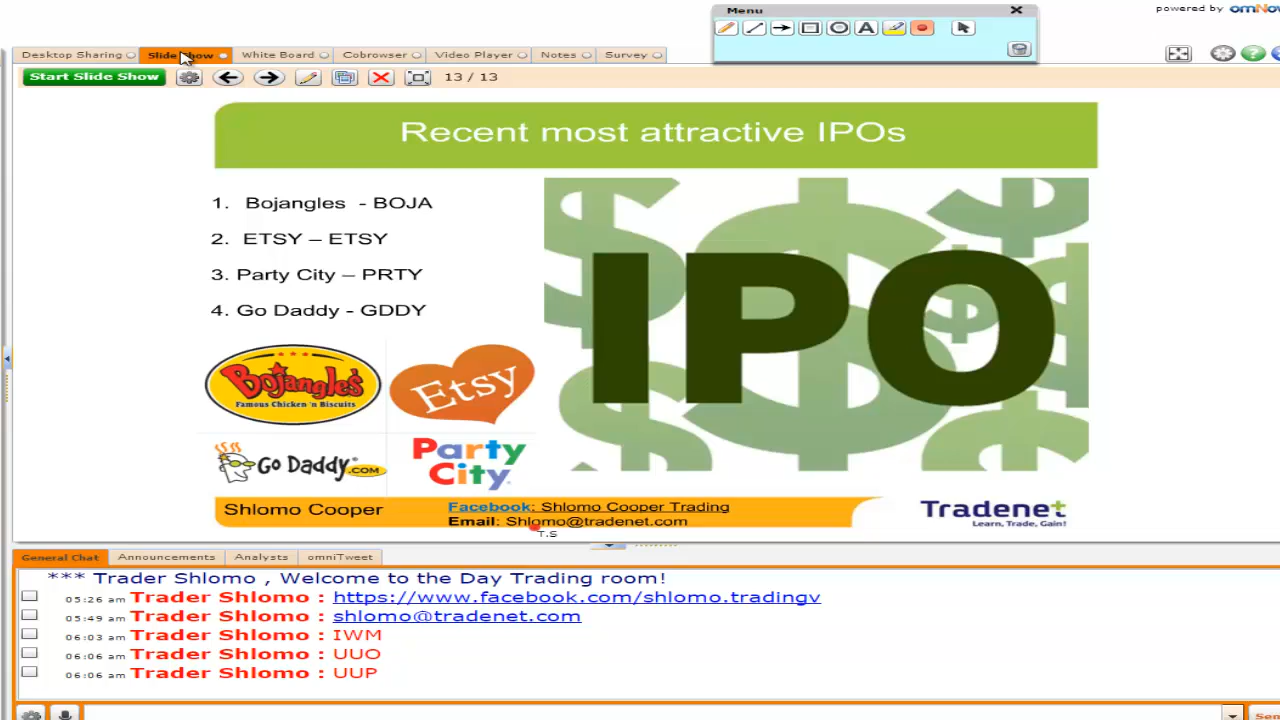 Menu
powered by omNov
Desktop Sharing
Slide Show
White Board
Cobrowser
Video Player
Notes
Survey
Start Slide Show
13 / 13
Recent most attractive IPOs
1. Bojangles - BOJA
2. ETSY – ETSY
3. Party City – PRTY
4. Go Daddy - GDDY
IPO
Bojangles'
Famous Chicken 'n Biscuits
Etsy
Go Daddy .COM
Party City.
Shlomo Cooper
Facebook: Shlomo Cooper Trading
Email: Shlomo@tradenet.com
T.S
Tradenet
Learn, Trade, Gain!
General Chat
Announcements
Analysts
omniTweet
*** Trader Shlomo , Welcome to the Day Trading room!
05:26 am Trader Shlomo : https://www.facebook.com/shlomo.tradingv
05:49 am Trader Shlomo : shlomo@tradenet.com
06:03 am Trader Shlomo : IWM
06:06 am Trader Shlomo : UUO
06:06 am Trader Shlomo : UUP
Sen